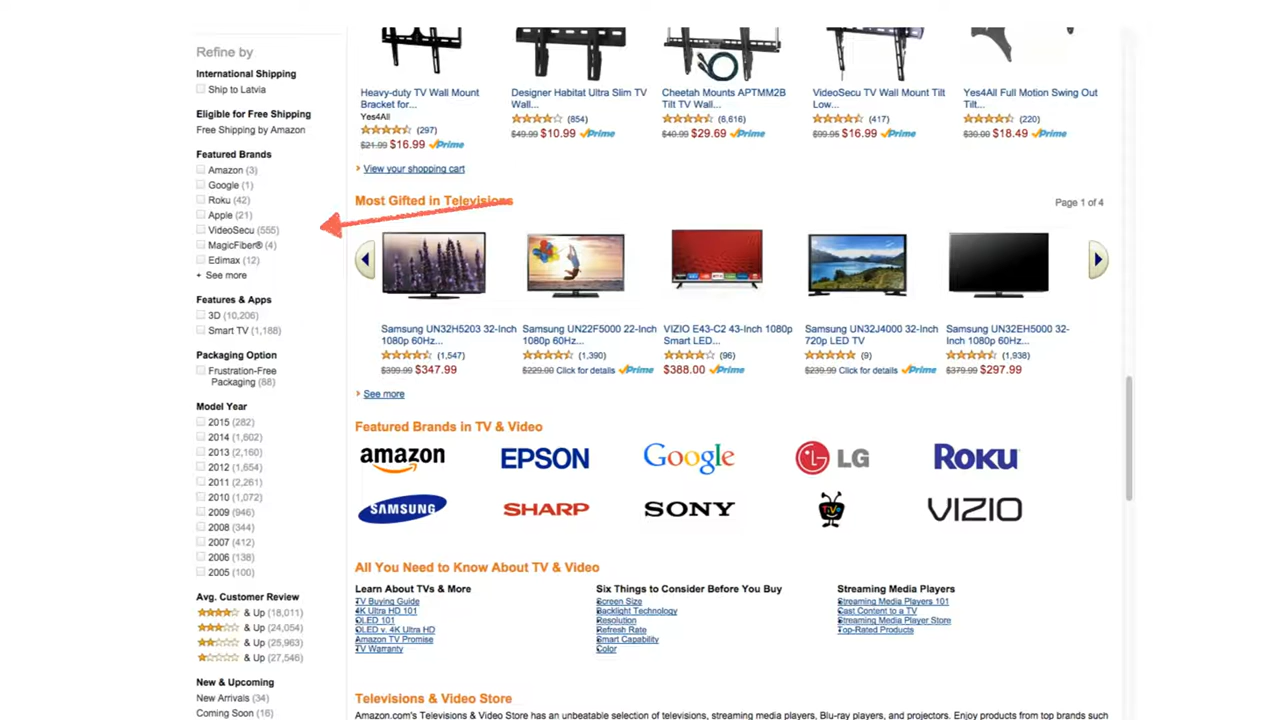 Refine by
International Shipping
Ship to Latvia
Eligible for Free Shipping
Free Shipping by Amazon
Featured Brands
Amazon (3)
Google (1)
Roku (42)
Apple (21)
VideoSecu (555)
MagicFiber® (4)
Edimax (12)
+ See more
Features & Apps
3D (10,206)
Smart TV (1,188)
Packaging Option
Frustration-Free
Packaging (88)
Model Year
2015 (282)
2014 (1,602)
2013 (2,160)
2012 (1,654)
2011 (2,261)
2010 (1,072)
2009 (946)
2008 (344)
2007 (412)
2006 (138)
2005 (100)
Avg. Customer Review
& Up (18,011)
& Up (24,054)
& Up (25,963)
& Up (27,546)
New & Upcoming
New Arrivals (34)
Coming Soon (16)
Heavy-duty TV Wall Mount
Bracket for...
Yes4All
(297)
$21.99 $16.99 Prime
Designer Habitat Ultra Slim TV
Wall...
(854)
$49.99 $10.99 Prime
Cheetah Mounts APTMM2B
Tilt TV Wall...
(8,616)
$40.99 $29.69 Prime
VideoSecu TV Wall Mount Tilt
Low...
(417)
$99.95 $16.99 Prime
Yes4All Full Motion Swing Out
Tilt...
(220)
$30.00 $18.49 Prime
View your shopping cart
Most Gifted in Televisions
Page 1 of 4
Samsung UN32H5203 32-Inch
1080p 60Hz...
(1,547)
$399.99 $347.99
Samsung UN22F5000 22-Inch
1080p 60Hz...
(1,390)
$229.00 Click for details Prime
VIZIO E43-C2 43-Inch 1080p
Smart LED...
(96)
$388.00 Prime
Samsung UN32J4000 32-Inch
720p LED TV
(9)
$239.99 Click for details Prime
Samsung UN32EH5000 32-
Inch 1080p 60Hz...
(1,938)
$379.99 $297.99
See more
Featured Brands in TV & Video
amazon EPSON Google LG Roku
SAMSUNG SHARP SONY TiVo VIZIO
All You Need to Know About TV & Video
Learn About TVs & More
TV Buying Guide
4K Ultra HD 101
OLED 101
OLED v. 4K Ultra HD
Amazon TV Promise
TV Warranty
Six Things to Consider Before You Buy
Screen Size
Backlight Technology
Resolution
Refresh Rate
Smart Capability
Color
Streaming Media Players
Streaming Media Players 101
Cast Content to a TV
Streaming Media Player Store
Top-Rated Products
Televisions & Video Store
Amazon.com's Televisions & Video Store has an unbeatable selection of televisions, streaming media players, Blu-ray players, and projectors. Enjoy products from top brands such